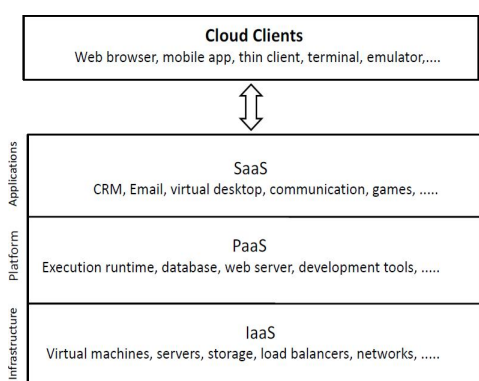 Cloud Clients
Web browser, mobile app, thin client, terminal, emulator,....
Applications
SaaS
CRM, Email, virtual desktop, communication, games, .....
Platform
PaaS
Execution runtime, database, web server, development tools, .....
Infrastructure
IaaS
Virtual machines, servers, storage, load balancers, networks, .....